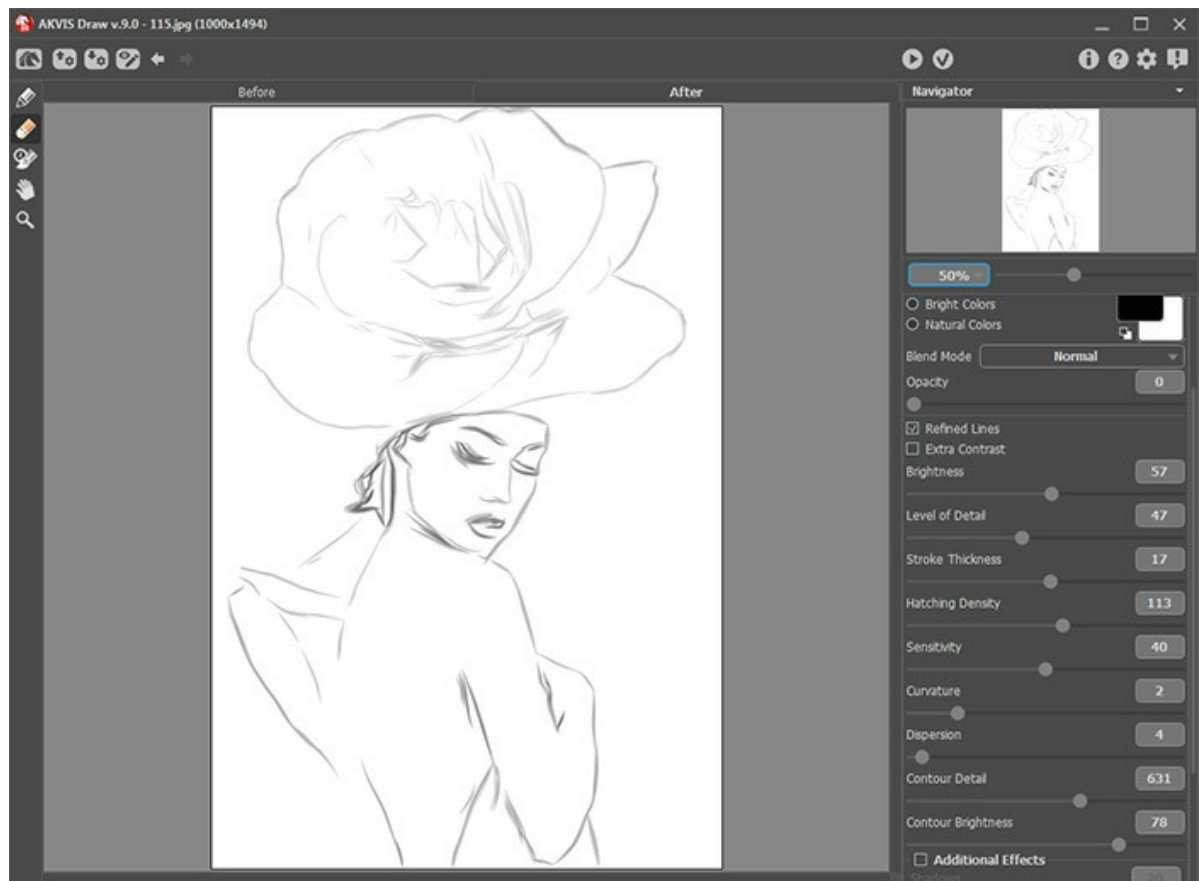 AKVIS Draw v.9.0 - 115.jpg (1000x1494)
Before
After
Navigator
50%
Bright Colors
Natural Colors
Blend Mode Normal
Opacity 0
Refined Lines
Extra Contrast
Brightness 57
Level of Detail 47
Stroke Thickness 17
Hatching Density 113
Sensitivity 40
Curvature 2
Dispersion 4
Contour Detail 631
Contour Brightness 78
Additional Effects
Shadows 20